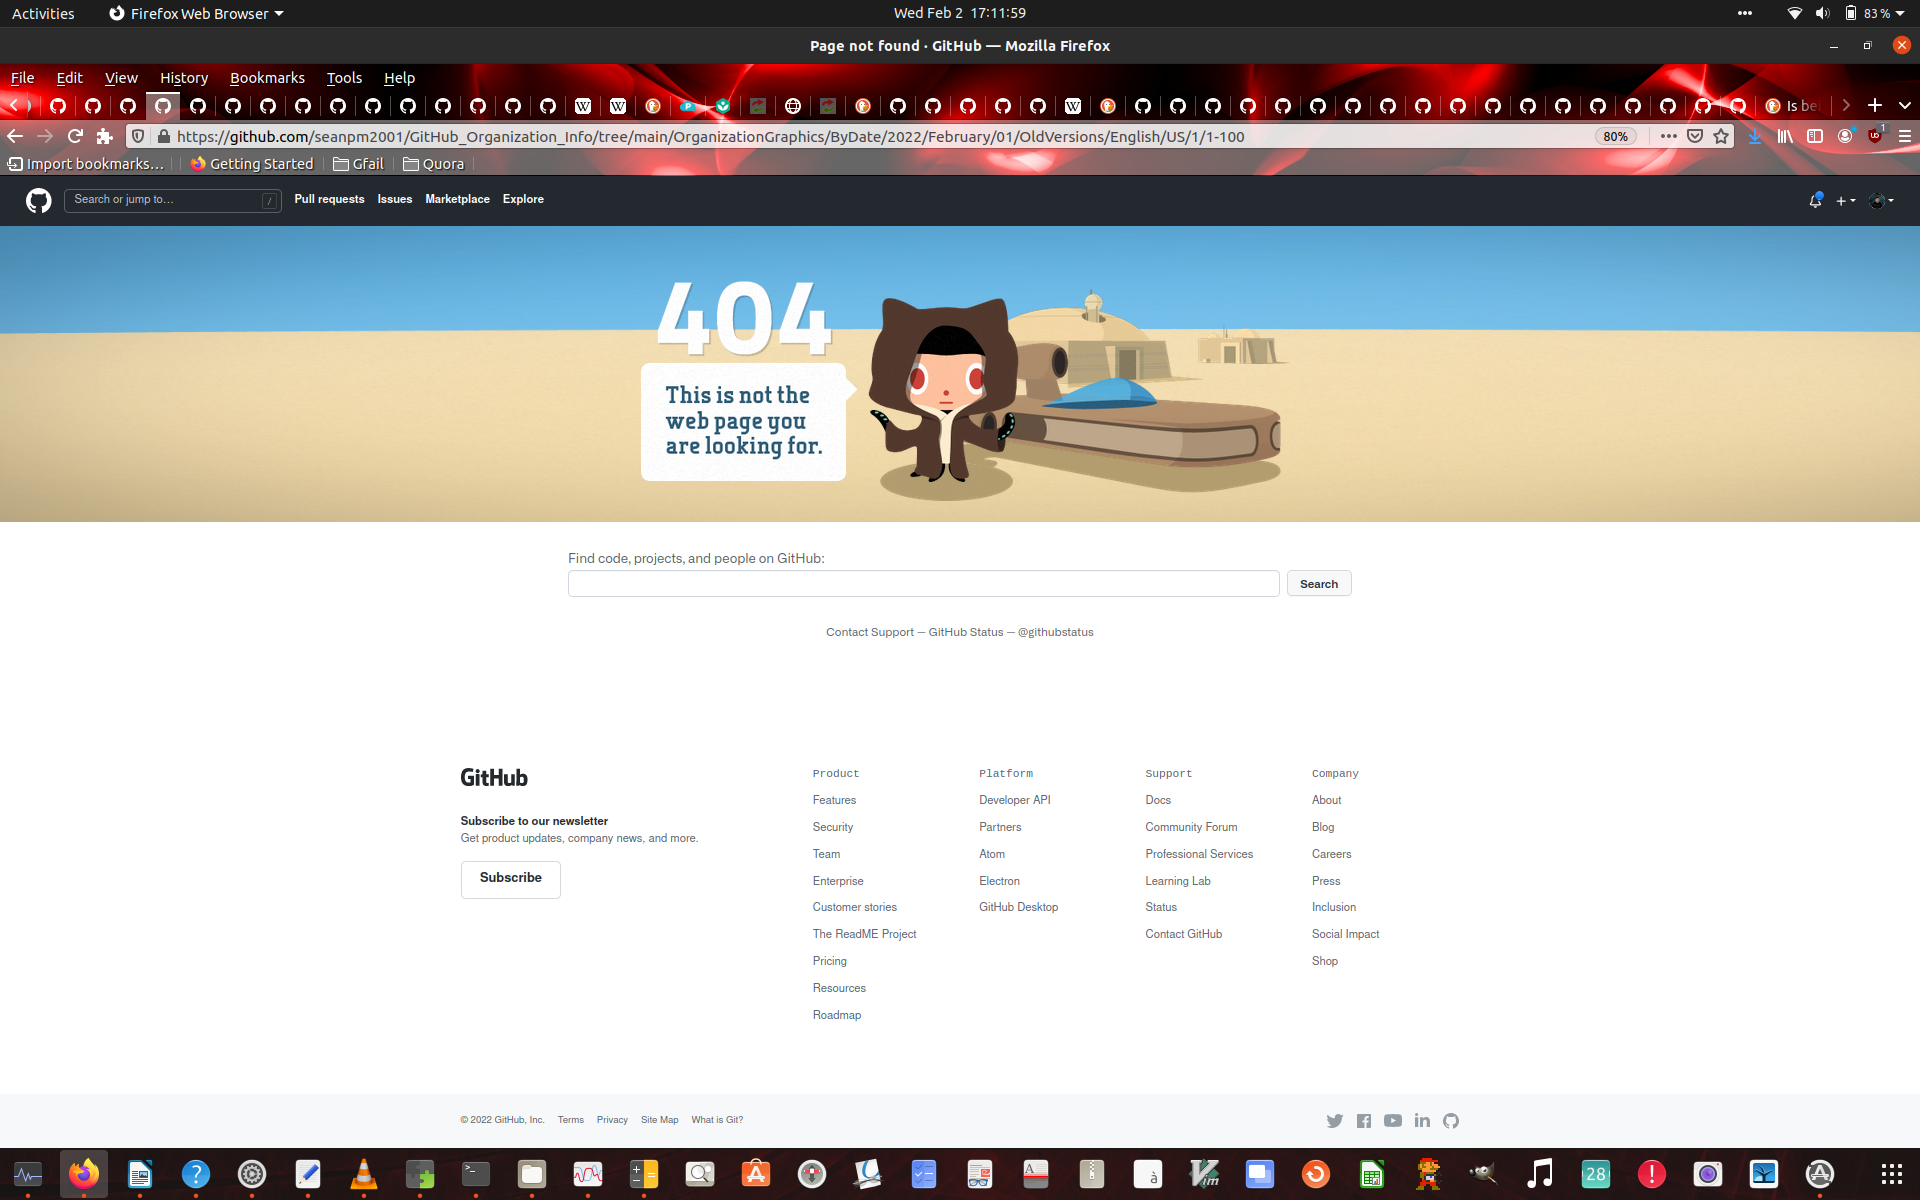 Activities Firefox Web Browser Wed Feb 2 17:11:59 83 %
Page not found · GitHub — Mozilla Firefox
File Edit View History Bookmarks Tools Help
Is be
https://github.com/seanpm2001/GitHub_Organization_Info/tree/main/OrganizationGraphics/ByDate/2022/February/01/OldVersions/English/US/1/1-100 80% 1
Import bookmarks… Getting Started Gfail Quora
Search or jump to… / Pull requests Issues Marketplace Explore
404
This is not the
web page you
are looking for.
Find code, projects, and people on GitHub:
Search
Contact Support — GitHub Status — @githubstatus
GitHub
Subscribe to our newsletter
Get product updates, company news, and more.
Subscribe
Product
Features
Security
Team
Enterprise
Customer stories
The ReadME Project
Pricing
Resources
Roadmap
Platform
Developer API
Partners
Atom
Electron
GitHub Desktop
Support
Docs
Community Forum
Professional Services
Learning Lab
Status
Contact GitHub
Company
About
Blog
Careers
Press
Inclusion
Social Impact
Shop
© 2022 GitHub, Inc. Terms Privacy Site Map What is Git?
28